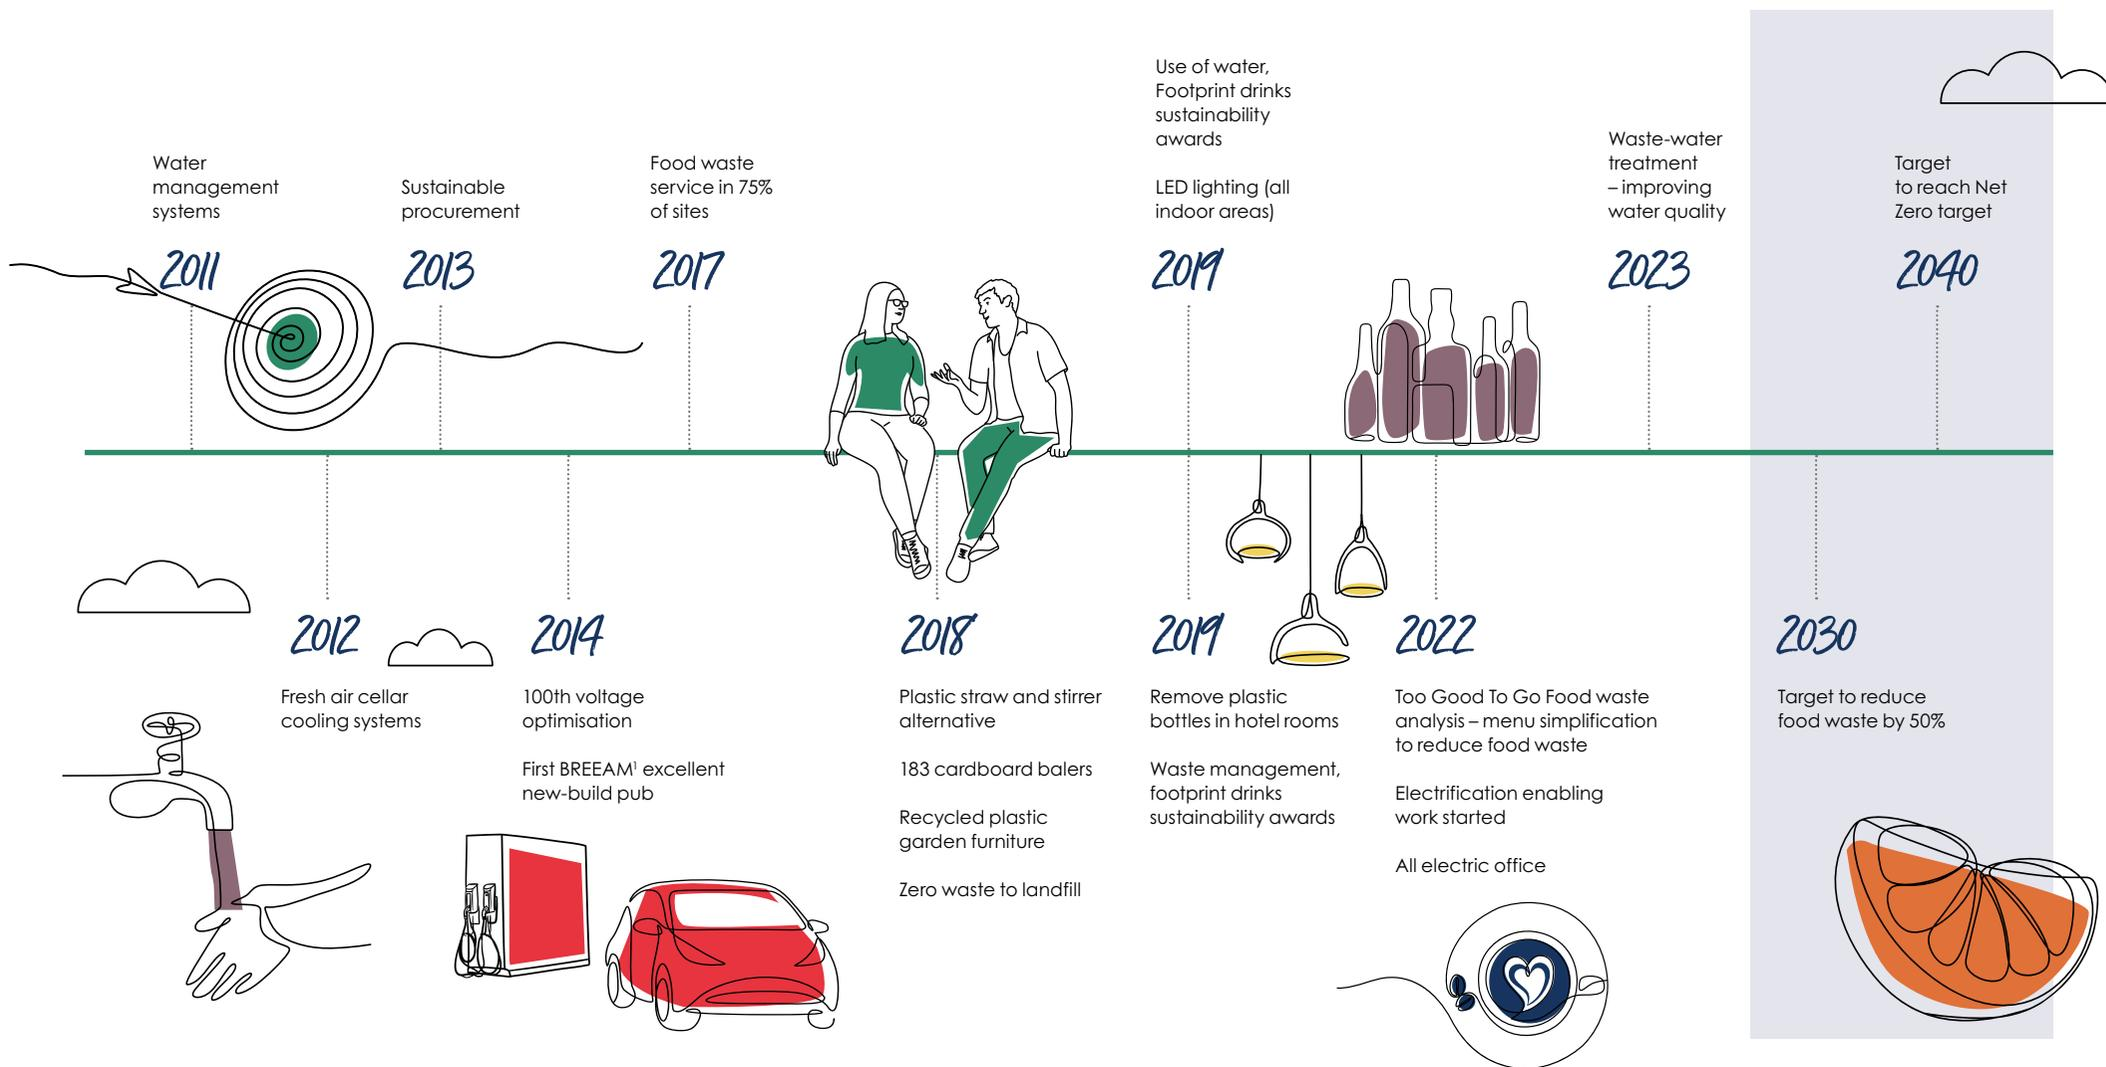 Water
management
systems
2011
Sustainable
procurement
2013
Food waste
service in 75%
of sites
2017
Use of water,
Footprint drinks
sustainability
awards
LED lighting (all
indoor areas)
2019
Waste-water
treatment
– improving
water quality
2023
Target
to reach Net
Zero target
2040
2012
Fresh air cellar
cooling systems
2014
100th voltage
optimisation
First BREEAM¹ excellent
new-build pub
2018
Plastic straw and stirrer
alternative
183 cardboard balers
Recycled plastic
garden furniture
Zero waste to landfill
2019
Remove plastic
bottles in hotel rooms
Waste management,
footprint drinks
sustainability awards
2022
Too Good To Go Food waste
analysis – menu simplification
to reduce food waste
Electrification enabling
work started
All electric office
2030
Target to reduce
food waste by 50%